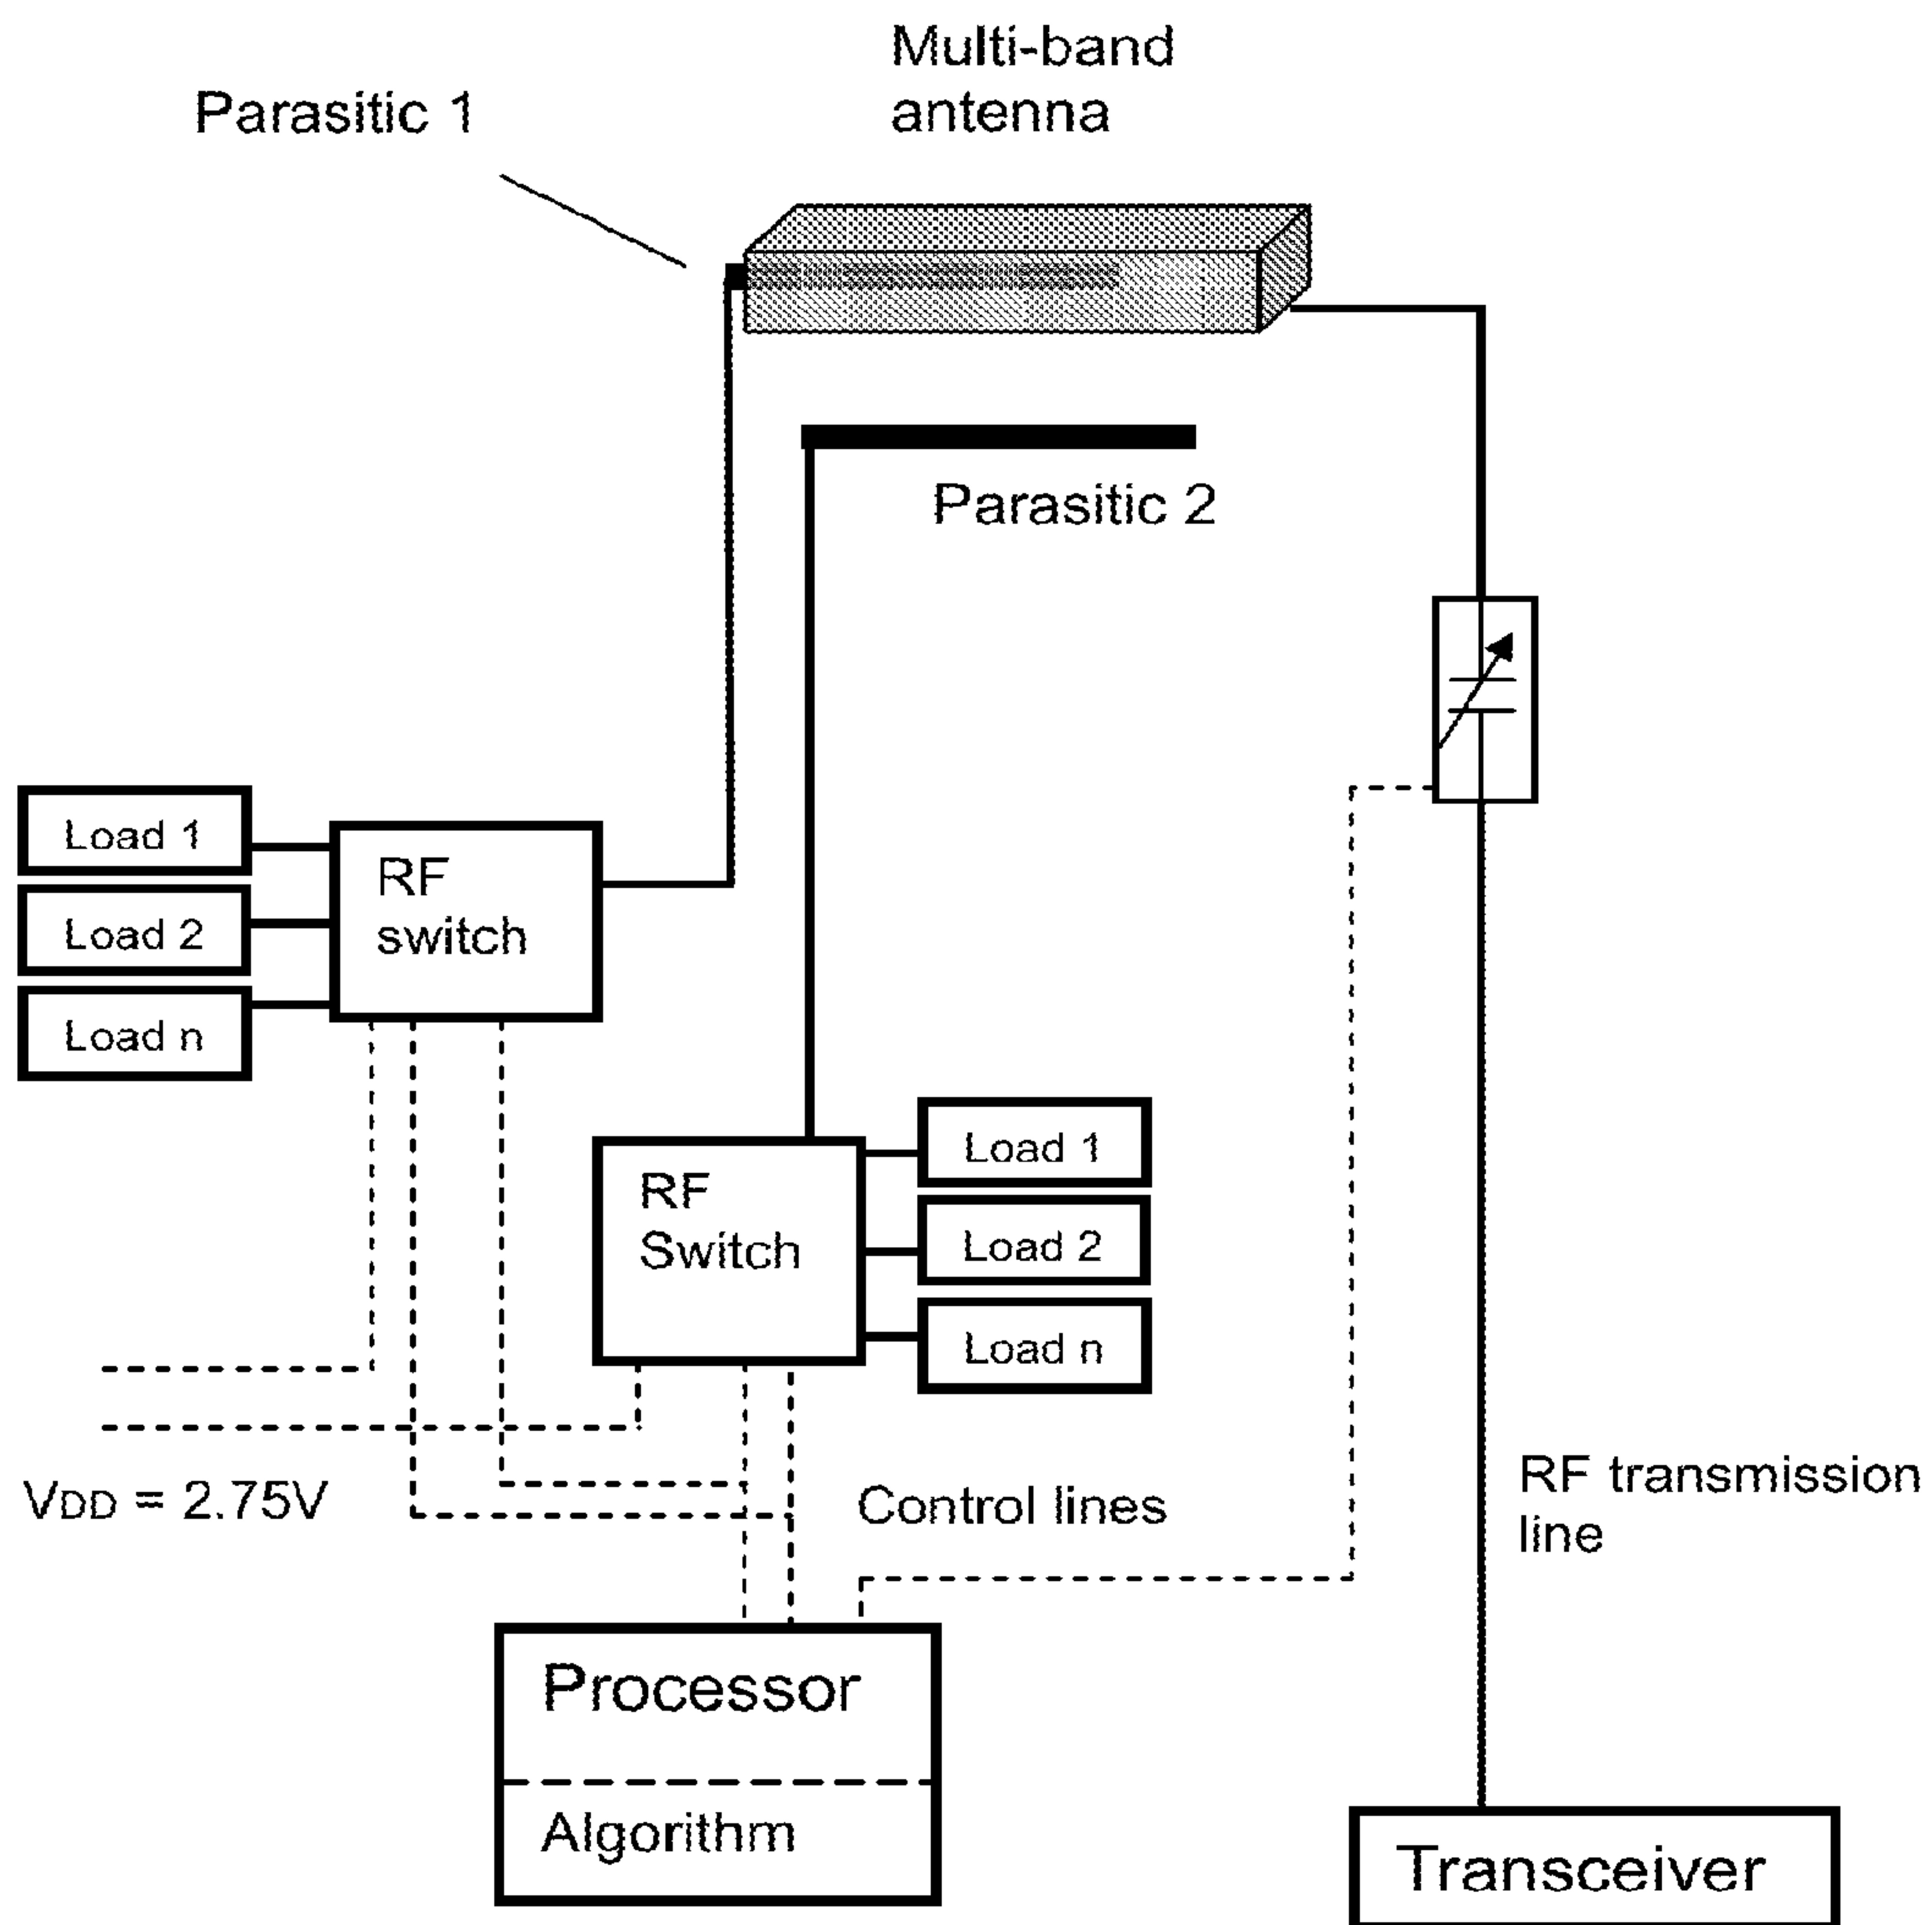 Multi-band
antenna
Parasitic 1
Parasitic 2
Load 1
Load 2
Load n
RF
switch
Load 1
Load 2
Load n
RF
Switch
VDD = 2.75V
Control lines
RF transmission
line
Processor
Algorithm
Transceiver